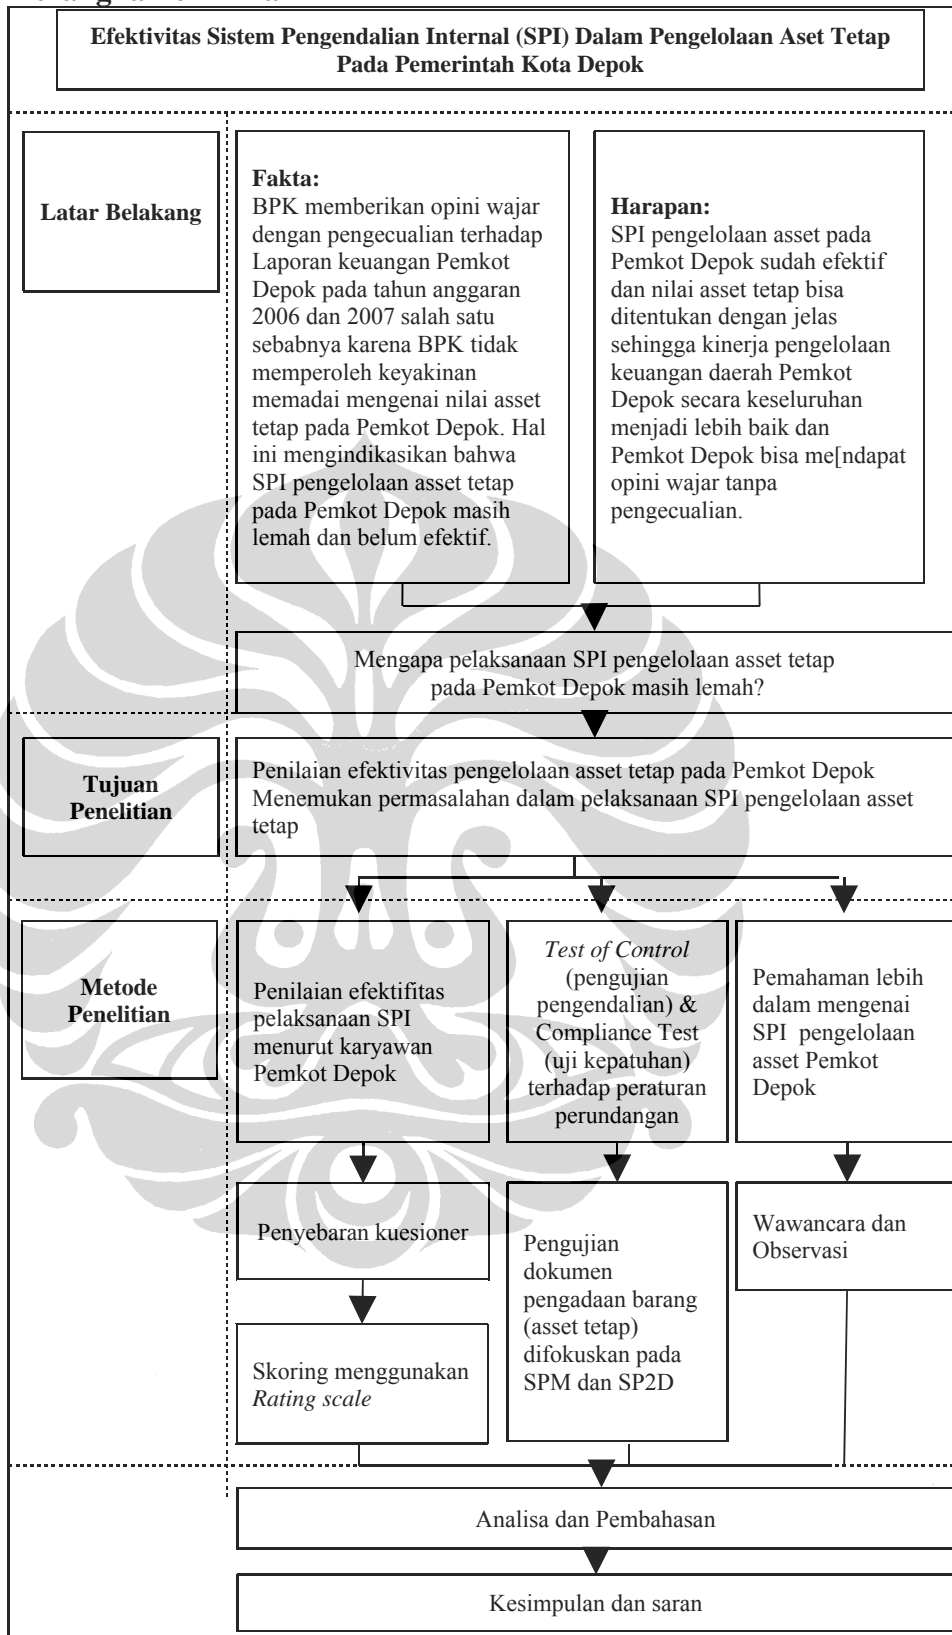 Efektivitas Sistem Pengendalian Internal (SPI) Dalam Pengelolaan Aset Tetap
Pada Pemerintah Kota Depok
Latar Belakang
Fakta:
BPK memberikan opini wajar
dengan pengecualian terhadap
Laporan keuangan Pemkot
Depok pada tahun anggaran
2006 dan 2007 salah satu
sebabnya karena BPK tidak
memperoleh keyakinan
memadai mengenai nilai asset
tetap pada Pemkot Depok. Hal
ini mengindikasikan bahwa
SPI pengelolaan asset tetap
pada Pemkot Depok masih
lemah dan belum efektif.
Harapan:
SPI pengelolaan asset pada
Pemkot Depok sudah efektif
dan nilai asset tetap bisa
ditentukan dengan jelas
sehingga kinerja pengelolaan
keuangan daerah Pemkot
Depok secara keseluruhan
menjadi lebih baik dan
Pemkot Depok bisa me[ndapat
opini wajar tanpa
pengecualian.
Mengapa pelaksanaan SPI pengelolaan asset tetap
pada Pemkot Depok masih lemah?
Tujuan
Penelitian
Penilaian efektivitas pengelolaan asset tetap pada Pemkot Depok
Menemukan permasalahan dalam pelaksanaan SPI pengelolaan asset
tetap
Metode
Penelitian
Penilaian efektifitas
pelaksanaan SPI
menurut karyawan
Pemkot Depok
Test of Control
(pengujian
pengendalian) &
Compliance Test
(uji kepatuhan)
terhadap peraturan
perundangan
Pemahaman lebih
dalam mengenai
SPI pengelolaan
asset Pemkot
Depok
Penyebaran kuesioner
Pengujian
dokumen
pengadaan barang
(asset tetap)
difokuskan pada
SPM dan SP2D
Wawancara dan
Observasi
Skoring menggunakan
Rating scale
Analisa dan Pembahasan
Kesimpulan dan saran